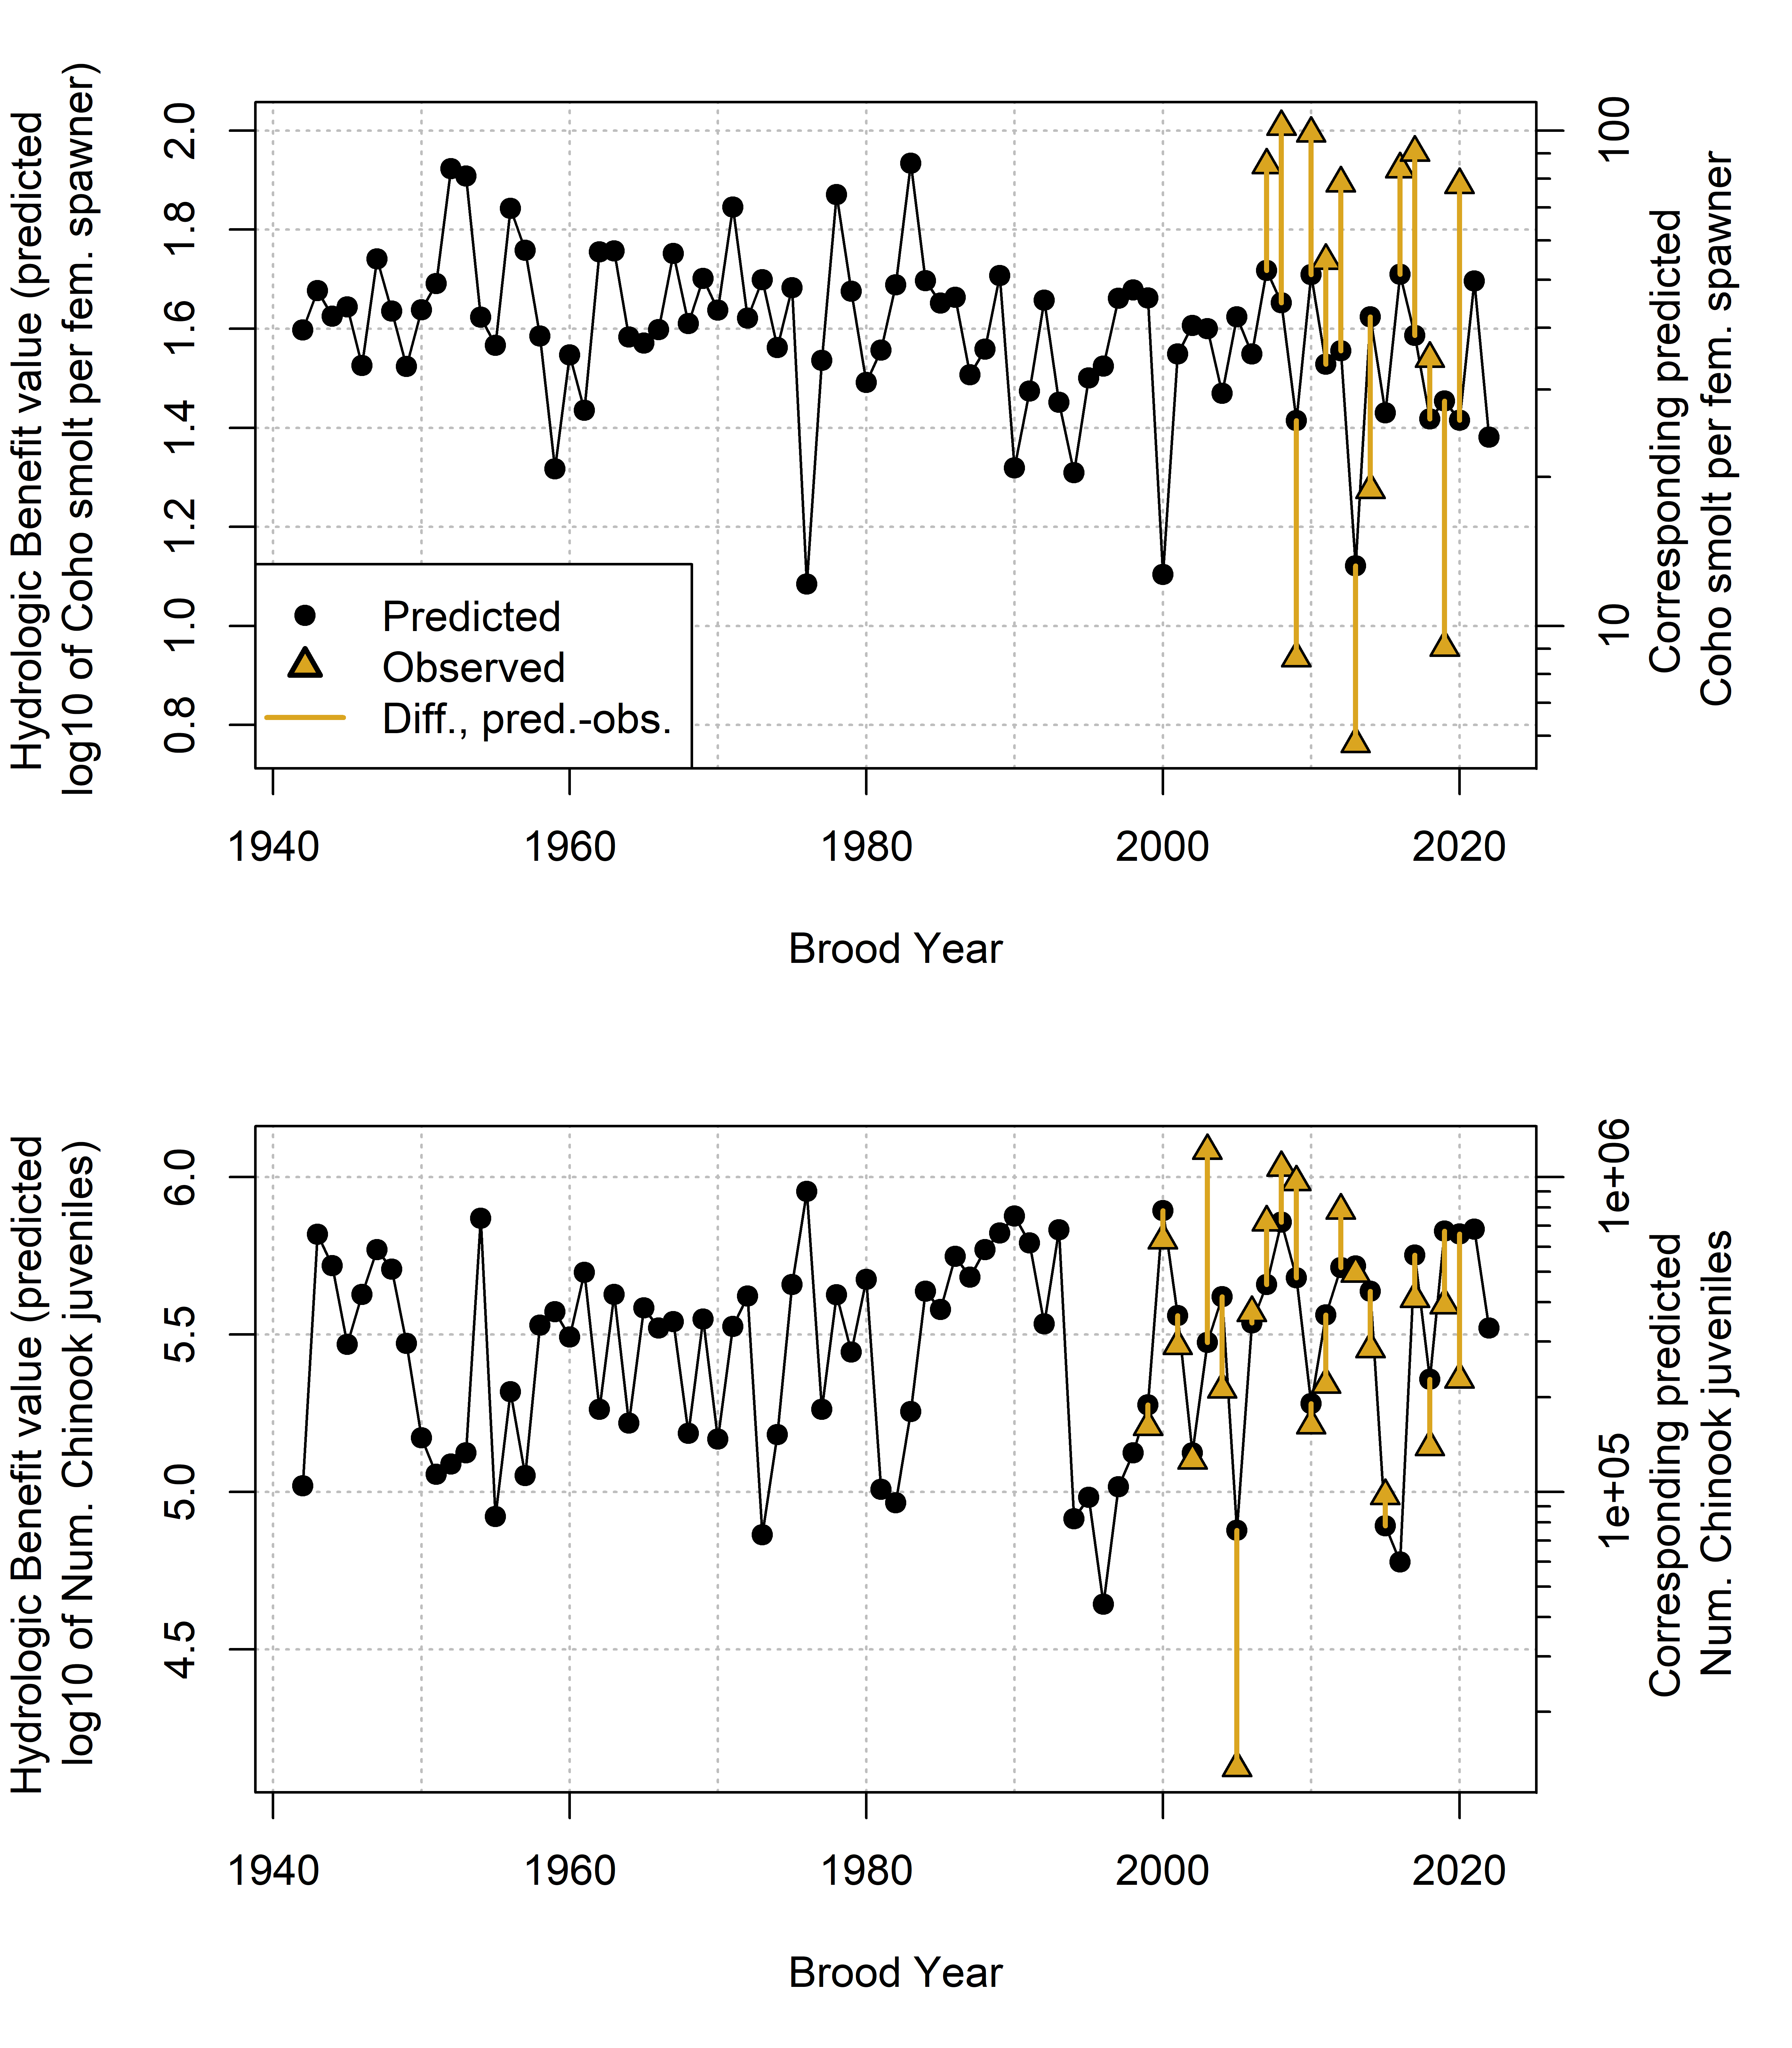 Hydrologic Benefit value (predicted
log10 of Coho smolt per fem. spawner)
2.0
1.8
1.6
1.4
1.2
1.0
0.8
Predicted
Observed
Diff., pred.-obs.
100
10
Corresponding predicted
Coho smolt per fem. spawner
1940 1960 1980 2000 2020
Brood Year
Hydrologic Benefit value (predicted
log10 of Num. Chinook juveniles)
6.0
5.5
5.0
4.5
1e+06
1e+05
Corresponding predicted
Num. Chinook juveniles
1940 1960 1980 2000 2020
Brood Year